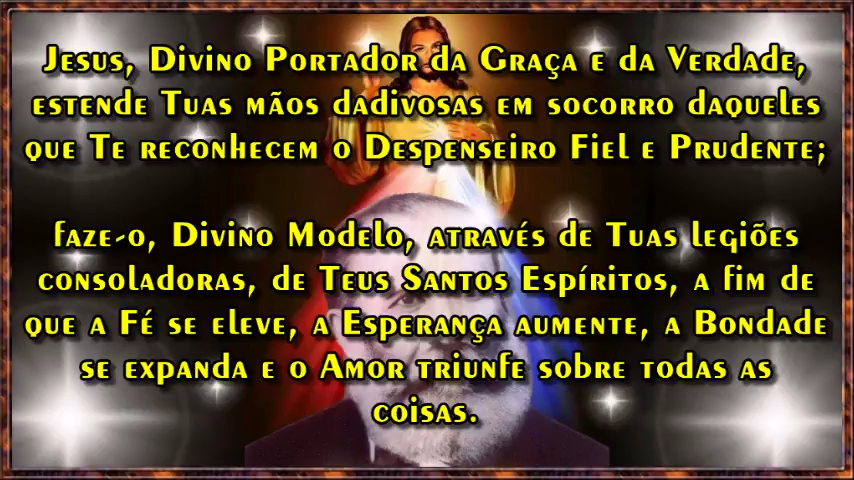 Jesus, Divino Portador da Graça e da Verdade,
estende Tuas mãos dadivosas em socorro daqueles
que Te reconhecem o Despenseiro Fiel e Prudente;
faze-o, Divino Modelo, através de Tuas legiões
consoladoras, de Teus Santos Espíritos, a fim de
que a Fé se eleve, a Esperança aumente, a Bondade
se expanda e o Amor triunfe sobre todas as
coisas.